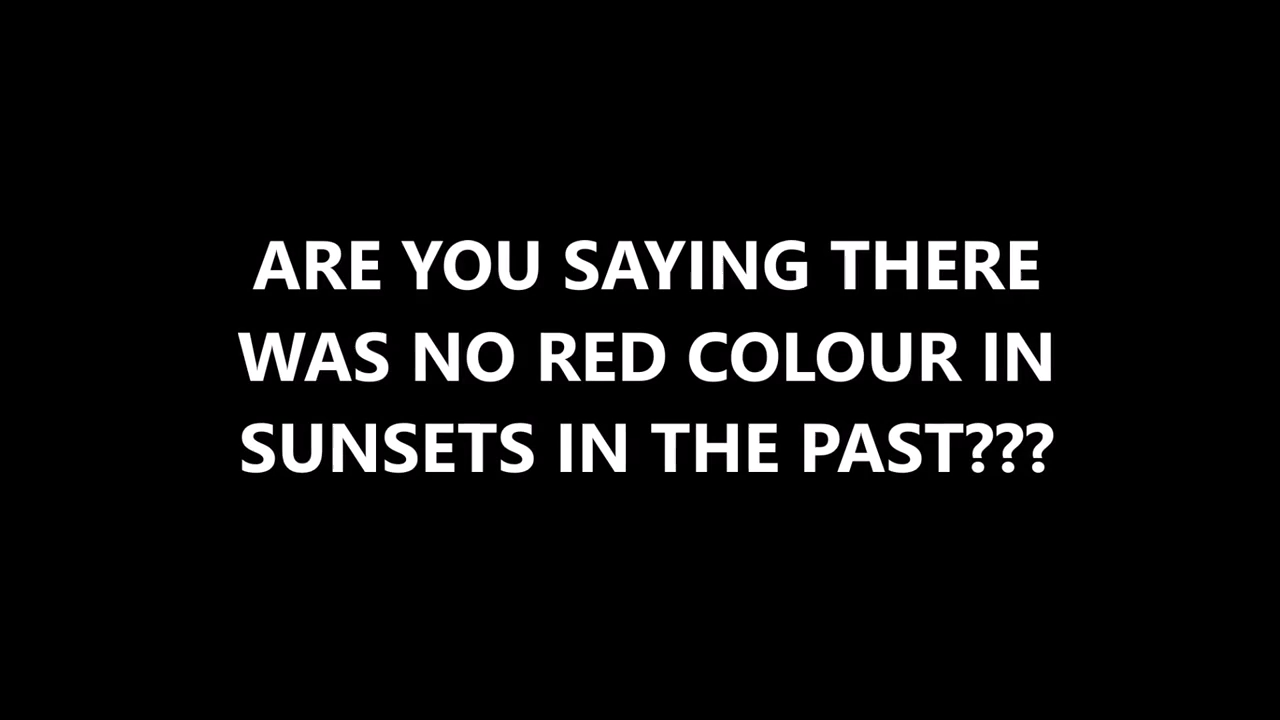 ARE YOU SAYING THERE
WAS NO RED COLOUR IN
SUNSETS IN THE PAST???